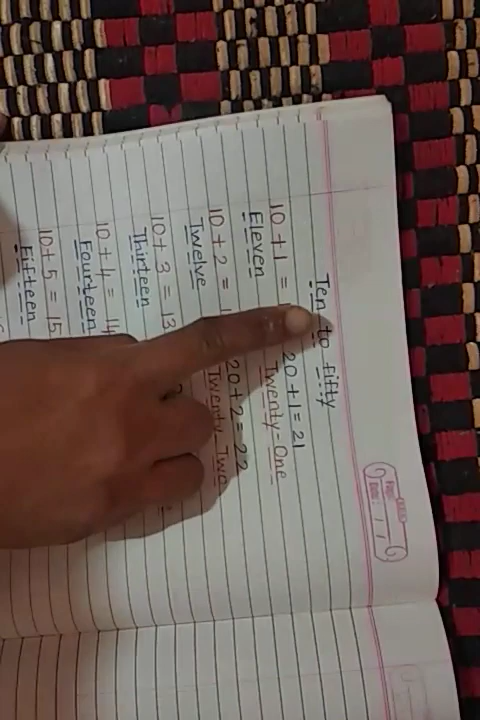 Ten to fifty
10 + 1 =
20 + 1 = 21
Eleven
Twenty-One
10 + 2 = 1
20 + 2 = 22
Twelve
Twenty-Two
10 + 3 = 13
Thirteen
10 + 4 = 14
Fourteen
10 + 5 = 15
Fifteen